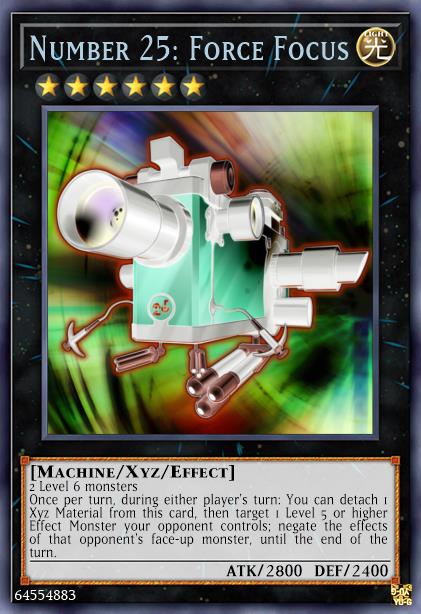 NUMBER 25: FORCE FOCUS
LIGHT
光
25
[MACHINE/XYZ/EFFECT]
2 Level 6 monsters
Once per turn, during either player's turn: You can detach 1
Xyz Material from this card, then target 1 Level 5 or higher
Effect Monster your opponent controls; negate the effects
of that opponent's face-up monster, until the end of the
turn.
ATK/2800 DEF/2400
64554883